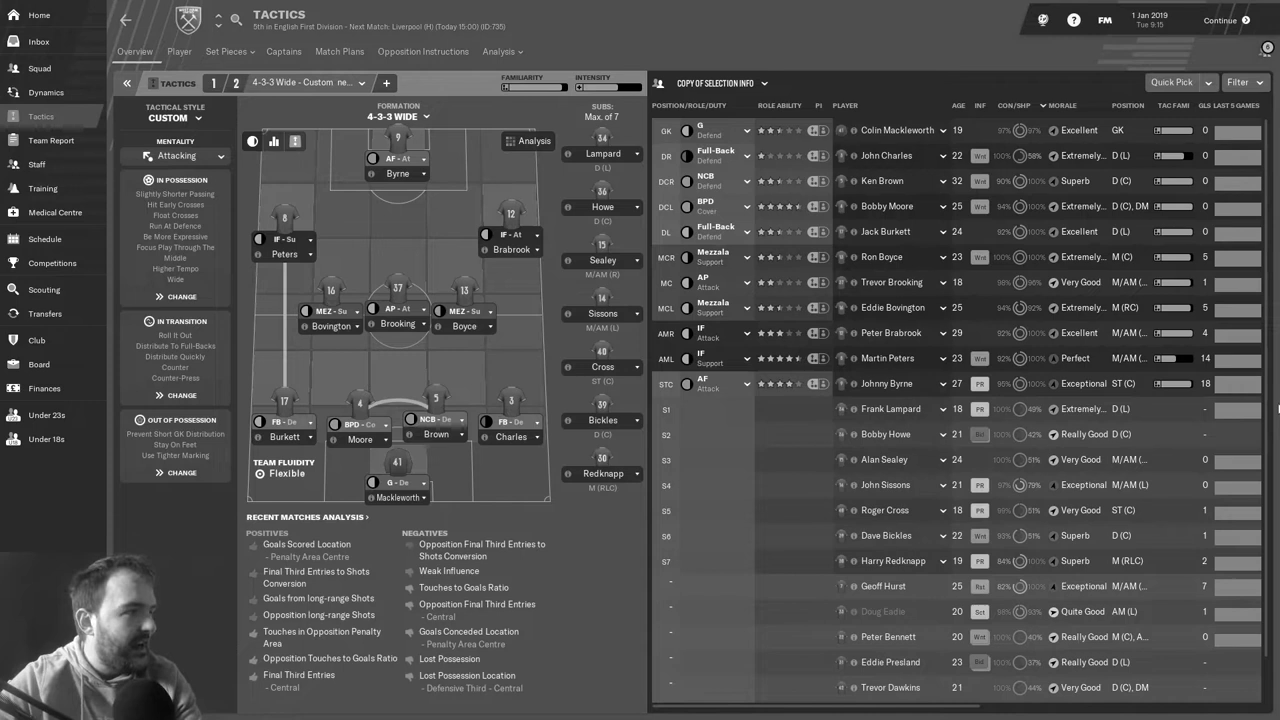 Home
Inbox
Squad
Dynamics
Tactics
Team Report
Staff
Training
Medical Centre
Schedule
Competitions
Scouting
Transfers
Club
Board
Finances
Under 23s
Under 18s
TACTICS
5th in English First Division - Next Match: Liverpool (H) (Today 15:00) (ID:735)
FM
1 Jan 2019
Tue 9:15
Continue
Overview
Player
Set Pieces
Captains
Match Plans
Opposition Instructions
Analysis
TACTICS
1
2
4-3-3 Wide - Custom ne...
FAMILIARITY
INTENSITY
TACTICAL STYLE
CUSTOM
MENTALITY
Attacking
IN POSSESSION
Slightly Shorter Passing
Hit Early Crosses
Float Crosses
Run At Defence
Be More Expressive
Focus Play Through The
Middle
Higher Tempo
Wide
CHANGE
IN TRANSITION
Roll It Out
Distribute To Full-Backs
Distribute Quickly
Counter
Counter-Press
CHANGE
OUT OF POSSESSION
Prevent Short GK Distribution
Stay On Feet
Use Tighter Marking
CHANGE
FORMATION
4-3-3 WIDE
Analysis
9
AF - At
Byrne
8
IF - Su
Peters
12
IF - At
Brabrook
16
MEZ - Su
Bovington
37
AP - At
Brooking
13
MEZ - Su
Boyce
17
FB - De
Burkett
4
BPD - Co
Moore
5
NCB - De
Brown
3
FB - De
Charles
41
G - De
Mackleworth
TEAM FLUIDITY
Flexible
SUBS:
Max. of 7
34
Lampard
D (L)
36
Howe
D (C)
15
Sealey
M/AM (R)
14
Sissons
M/AM (L)
40
Cross
ST (C)
39
Bickles
D (C)
30
Redknapp
M (RLC)
RECENT MATCHES ANALYSIS
POSITIVES
Goals Scored Location
- Penalty Area Centre
Final Third Entries to Shots
Conversion
Goals from long-range Shots
Opposition long-range Shots
Touches in Opposition Penalty
Area
Opposition Touches to Goals Ratio
Final Third Entries
- Central
NEGATIVES
Opposition Final Third Entries to
Shots Conversion
Weak Influence
Touches to Goals Ratio
Opposition Final Third Entries
- Central
Goals Conceded Location
- Penalty Area Centre
Lost Possession
Lost Possession Location
- Defensive Third - Central
COPY OF SELECTION INFO
Quick Pick
Filter
POSITION/ROLE/DUTY ROLE ABILITY PI PLAYER AGE INF CON/SHP MORALE POSITION TAC FAMI GLS LAST 5 GAMES
GK G Defend Colin Mackleworth 19 97% 97% Excellent GK 0
DR Full-Back Defend John Charles 22 Wnt 100% 58% Extremely... D (L) 0
DCR NCB Defend Ken Brown 32 Wnt 90% 100% Superb D (C) 0
DCL BPD Cover Bobby Moore 25 Wnt 94% 100% Extremely... D (C), DM 0
DL Full-Back Defend Jack Burkett 24 92% 100% Excellent D (L) 0
MCR Mezzala Support Ron Boyce 23 Wnt 94% 100% Extremely... M (C) 5
MC AP Attack Trevor Brooking 18 98% 96% Very Good M (C) 1
MCL Mezzala Support Eddie Bovington 25 94% 100% Excellent M (RC) 5
AMR IF Attack Peter Brabrook 29 92% 100% Excellent M/AM ... 4
AML IF Support Martin Peters 23 Wnt 92% 100% Perfect M/AM (... 14
STC AF Attack Johnny Byrne 27 PR 95% 100% Exceptional ST (C) 18
S1 Frank Lampard 18 PR 100% 49% Extremely... D (L) -
S2 Bobby Howe 21 100% 42% Really Good D (C) -
S3 Alan Sealey 24 100% 51% Very Good M/AM (... 0
S4 John Sissons 21 PR 97% 79% Exceptional M/AM (L) 0
S5 Roger Cross 19 PR 99% 51% Very Good ST (C) 1
S6 Dave Bickles 22 Wnt 93% 51% Superb D (C) 1
S7 Harry Redknapp 19 PR 84% 100% Superb M (RLC) 2
- Geoff Hurst 25 Rst 82% 100% Exceptional M/AM (... 7
- Doug Eadie 20 Sct 98% 93% Quite Good AM (L) 1
- Peter Bennett 20 Wnt 100% 40% Really Good M (C), A... 0
- Eddie Presland 23 100% 37% Really Good D (L) -
- Trevor Dawkins 21 100% 44% Very Good D (C), DM -